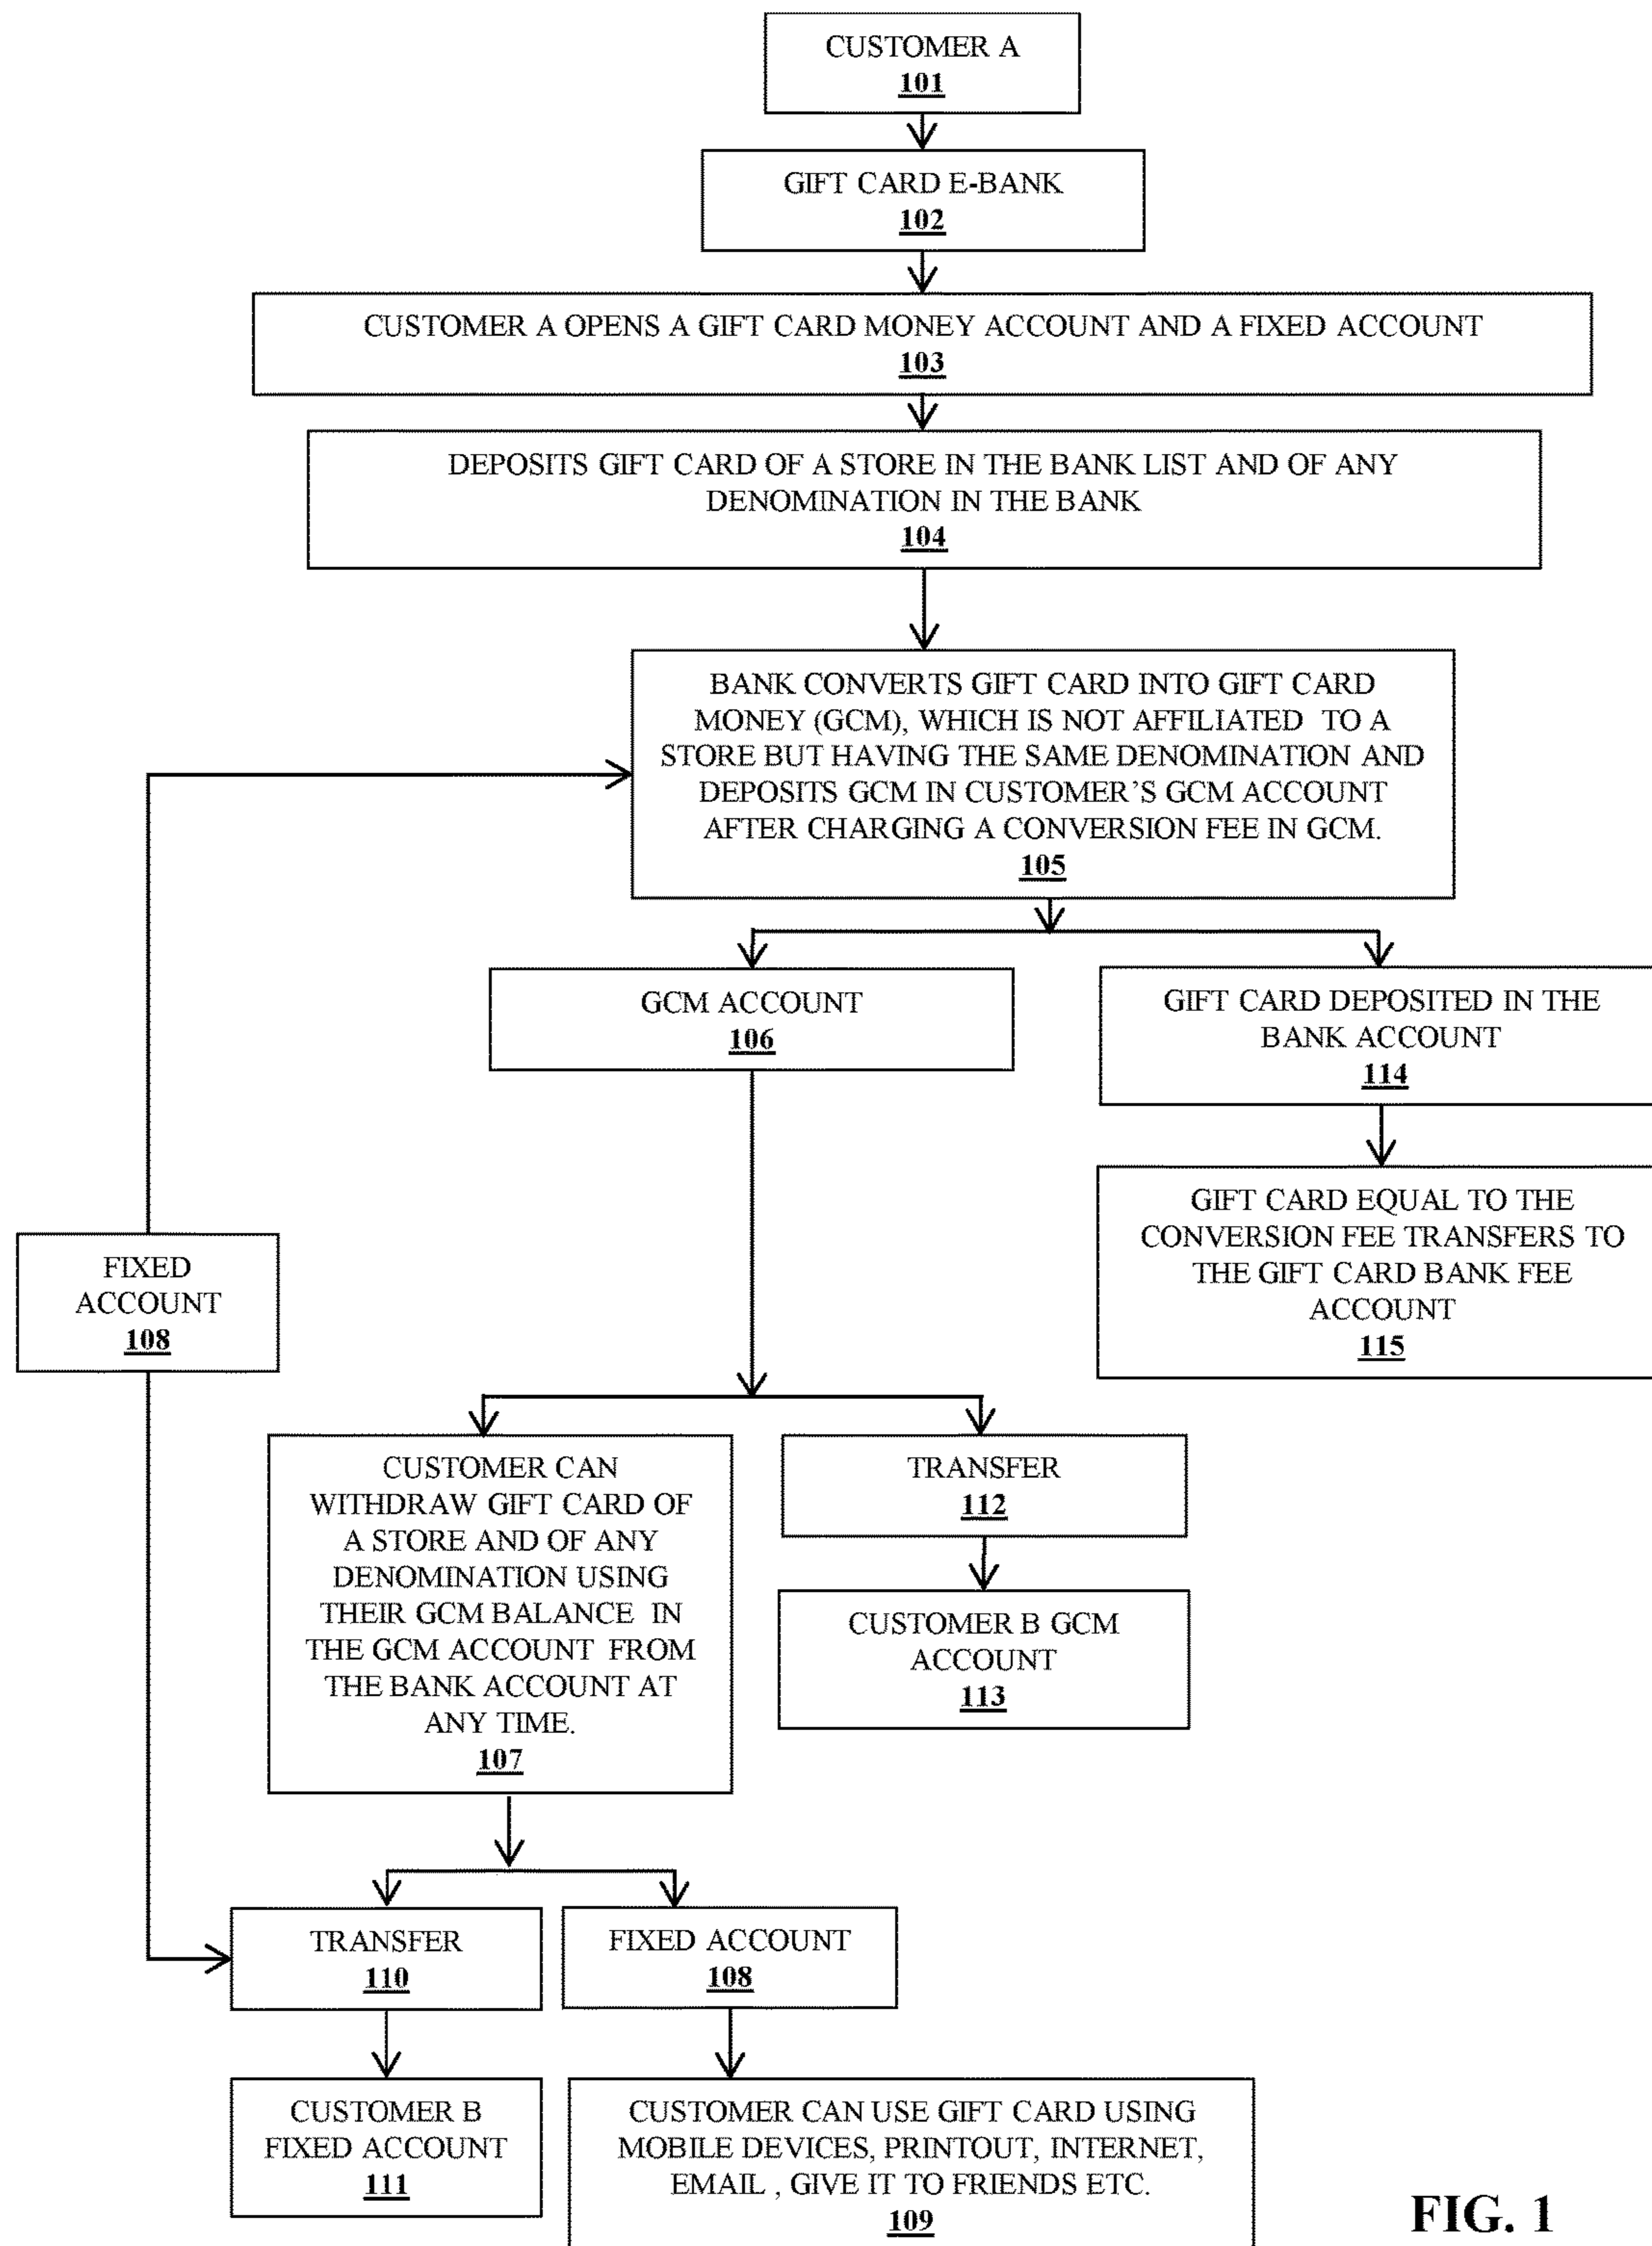 CUSTOMER A
101
GIFT CARD E-BANK
102
CUSTOMER A OPENS A GIFT CARD MONEY ACCOUNT AND A FIXED ACCOUNT
103
DEPOSITS GIFT CARD OF A STORE IN THE BANK LIST AND OF ANY
DENOMINATION IN THE BANK
104
BANK CONVERTS GIFT CARD INTO GIFT CARD
MONEY (GCM), WHICH IS NOT AFFILIATED TO A
STORE BUT HAVING THE SAME DENOMINATION AND
DEPOSITS GCM IN CUSTOMER'S GCM ACCOUNT
AFTER CHARGING A CONVERSION FEE IN GCM.
105
GCM ACCOUNT
106
GIFT CARD DEPOSITED IN THE
BANK ACCOUNT
114
GIFT CARD EQUAL TO THE
CONVERSION FEE TRANSFERS TO
THE GIFT CARD BANK FEE
ACCOUNT
115
FIXED
ACCOUNT
108
CUSTOMER CAN
WITHDRAW GIFT CARD OF
A STORE AND OF ANY
DENOMINATION USING
THEIR GCM BALANCE IN
THE GCM ACCOUNT FROM
THE BANK ACCOUNT AT
ANY TIME.
107
TRANSFER
112
CUSTOMER B GCM
ACCOUNT
113
TRANSFER
110
FIXED ACCOUNT
108
CUSTOMER B
FIXED ACCOUNT
111
CUSTOMER CAN USE GIFT CARD USING
MOBILE DEVICES, PRINTOUT, INTERNET,
EMAIL , GIVE IT TO FRIENDS ETC.
109
FIG. 1